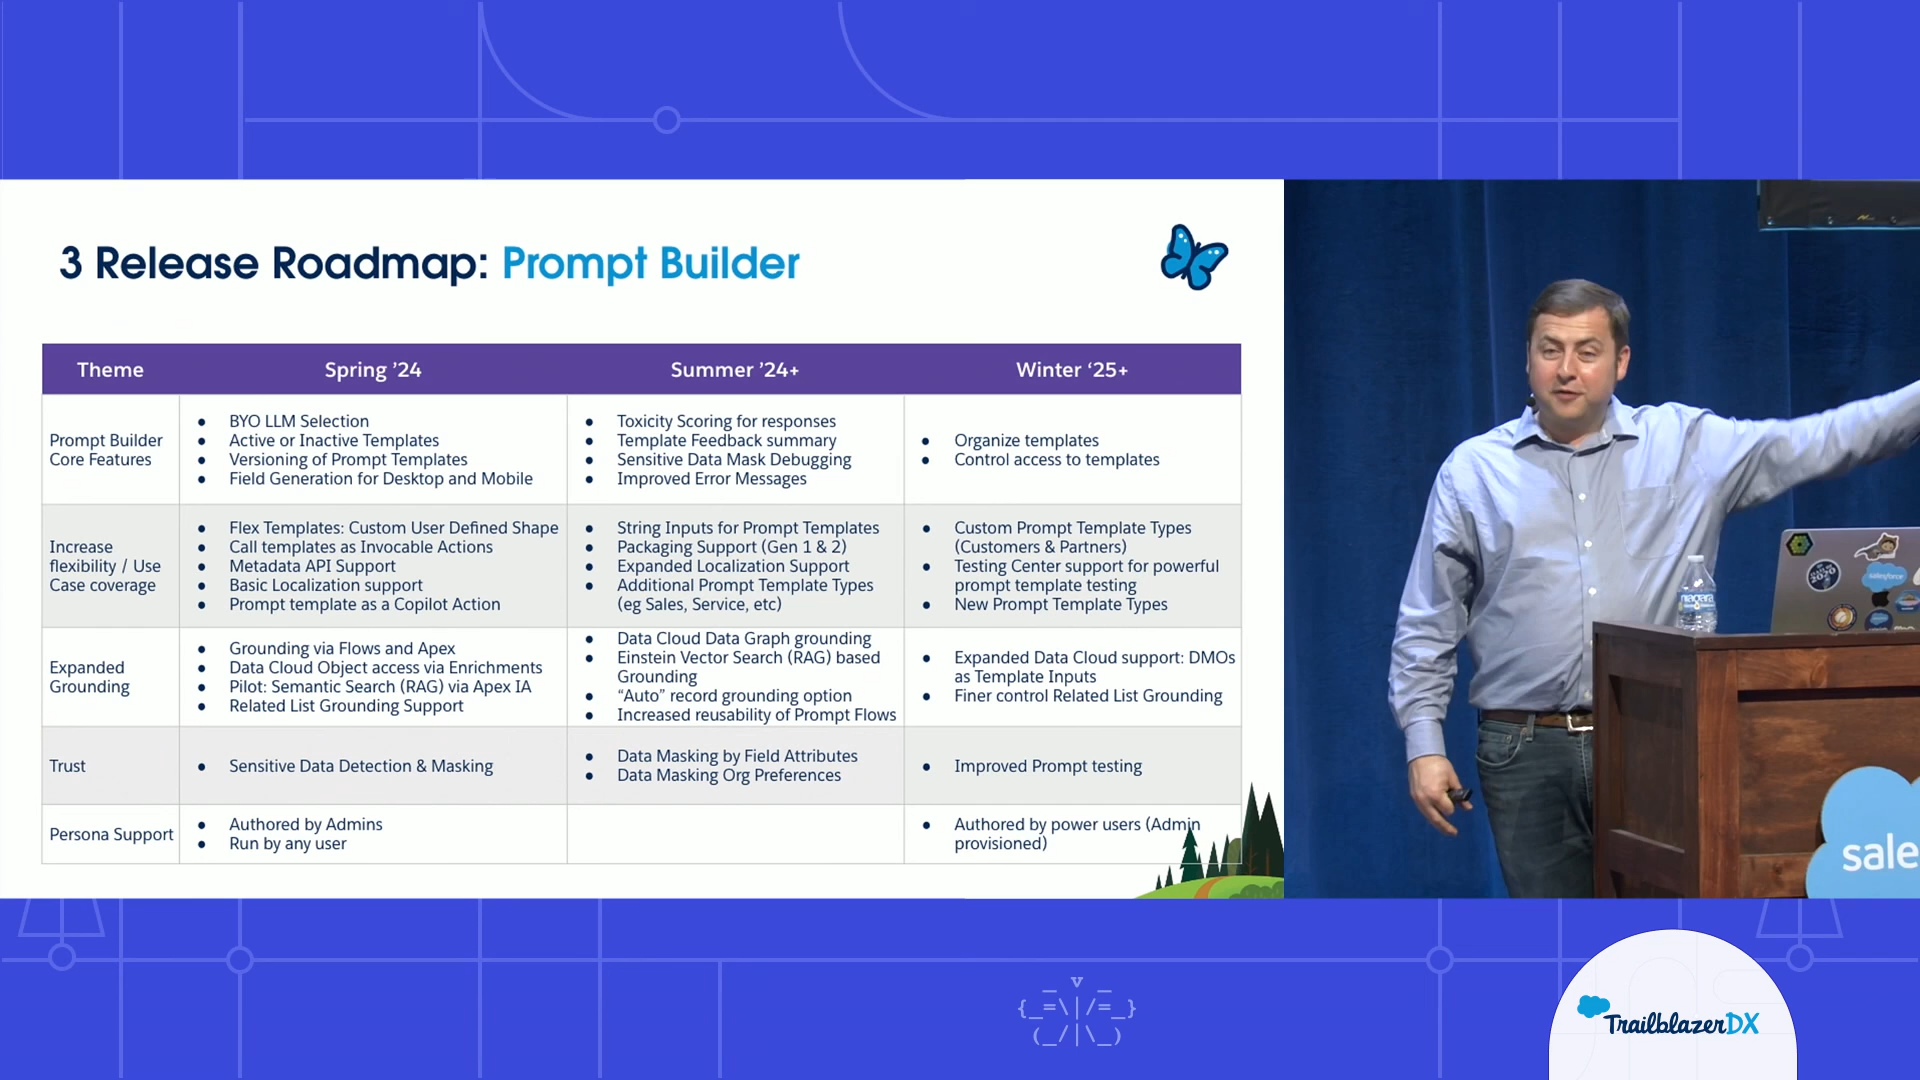 3 Release Roadmap: Prompt Builder
Theme
Spring ’24
Summer ’24+
Winter ‘25+
Prompt Builder
Core Features
● BYO LLM Selection
● Active or Inactive Templates
● Versioning of Prompt Templates
● Field Generation for Desktop and Mobile
● Toxicity Scoring for responses
● Template Feedback summary
● Sensitive Data Mask Debugging
● Improved Error Messages
● Organize templates
● Control access to templates
Increase
flexibility / Use
Case coverage
● Flex Templates: Custom User Defined Shape
● Call templates as Invocable Actions
● Metadata API Support
● Basic Localization support
● Prompt template as a Copilot Action
● String Inputs for Prompt Templates
● Packaging Support (Gen 1 & 2)
● Expanded Localization Support
● Additional Prompt Template Types
(eg Sales, Service, etc)
● Custom Prompt Template Types
(Customers & Partners)
● Testing Center support for powerful
prompt template testing
● New Prompt Template Types
Expanded
Grounding
● Grounding via Flows and Apex
● Data Cloud Object access via Enrichments
● Pilot: Semantic Search (RAG) via Apex IA
● Related List Grounding Support
● Data Cloud Data Graph grounding
● Einstein Vector Search (RAG) based
Grounding
● “Auto” record grounding option
● Increased reusability of Prompt Flows
● Expanded Data Cloud support: DMOs
as Template Inputs
● Finer control Related List Grounding
Trust
● Sensitive Data Detection & Masking
● Data Masking by Field Attributes
● Data Masking Org Preferences
● Improved Prompt testing
Persona Support
● Authored by Admins
● Run by any user
● Authored by power users (Admin
provisioned)
2020
salesforce
niagara
sale
_ v _
{_=\|/=_}
(_/|\_)
TrailblazerDX